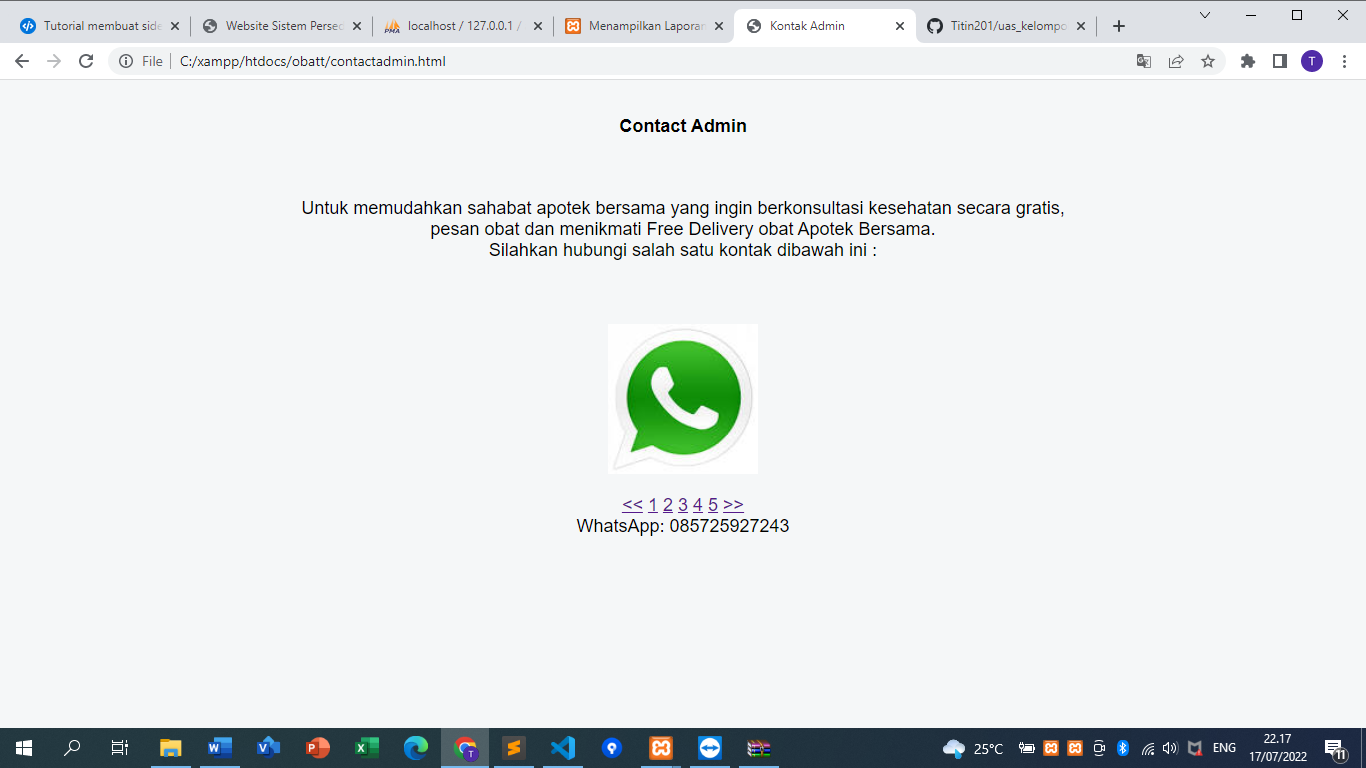 Tutorial membuat side
Website Sistem Persed
PMA
localhost / 127.0.0.1 /
Menampilkan Laporan
Kontak Admin
Titin201/uas_kelompo
File
C:/xampp/htdocs/obatt/contactadmin.html
T
Contact Admin
Untuk memudahkan sahabat apotek bersama yang ingin berkonsultasi kesehatan secara gratis,
pesan obat dan menikmati Free Delivery obat Apotek Bersama.
Silahkan hubungi salah satu kontak dibawah ini :
<< 1 2 3 4 5 >>
WhatsApp: 085725927243
25°C
ENG
22.17
17/07/2022
11